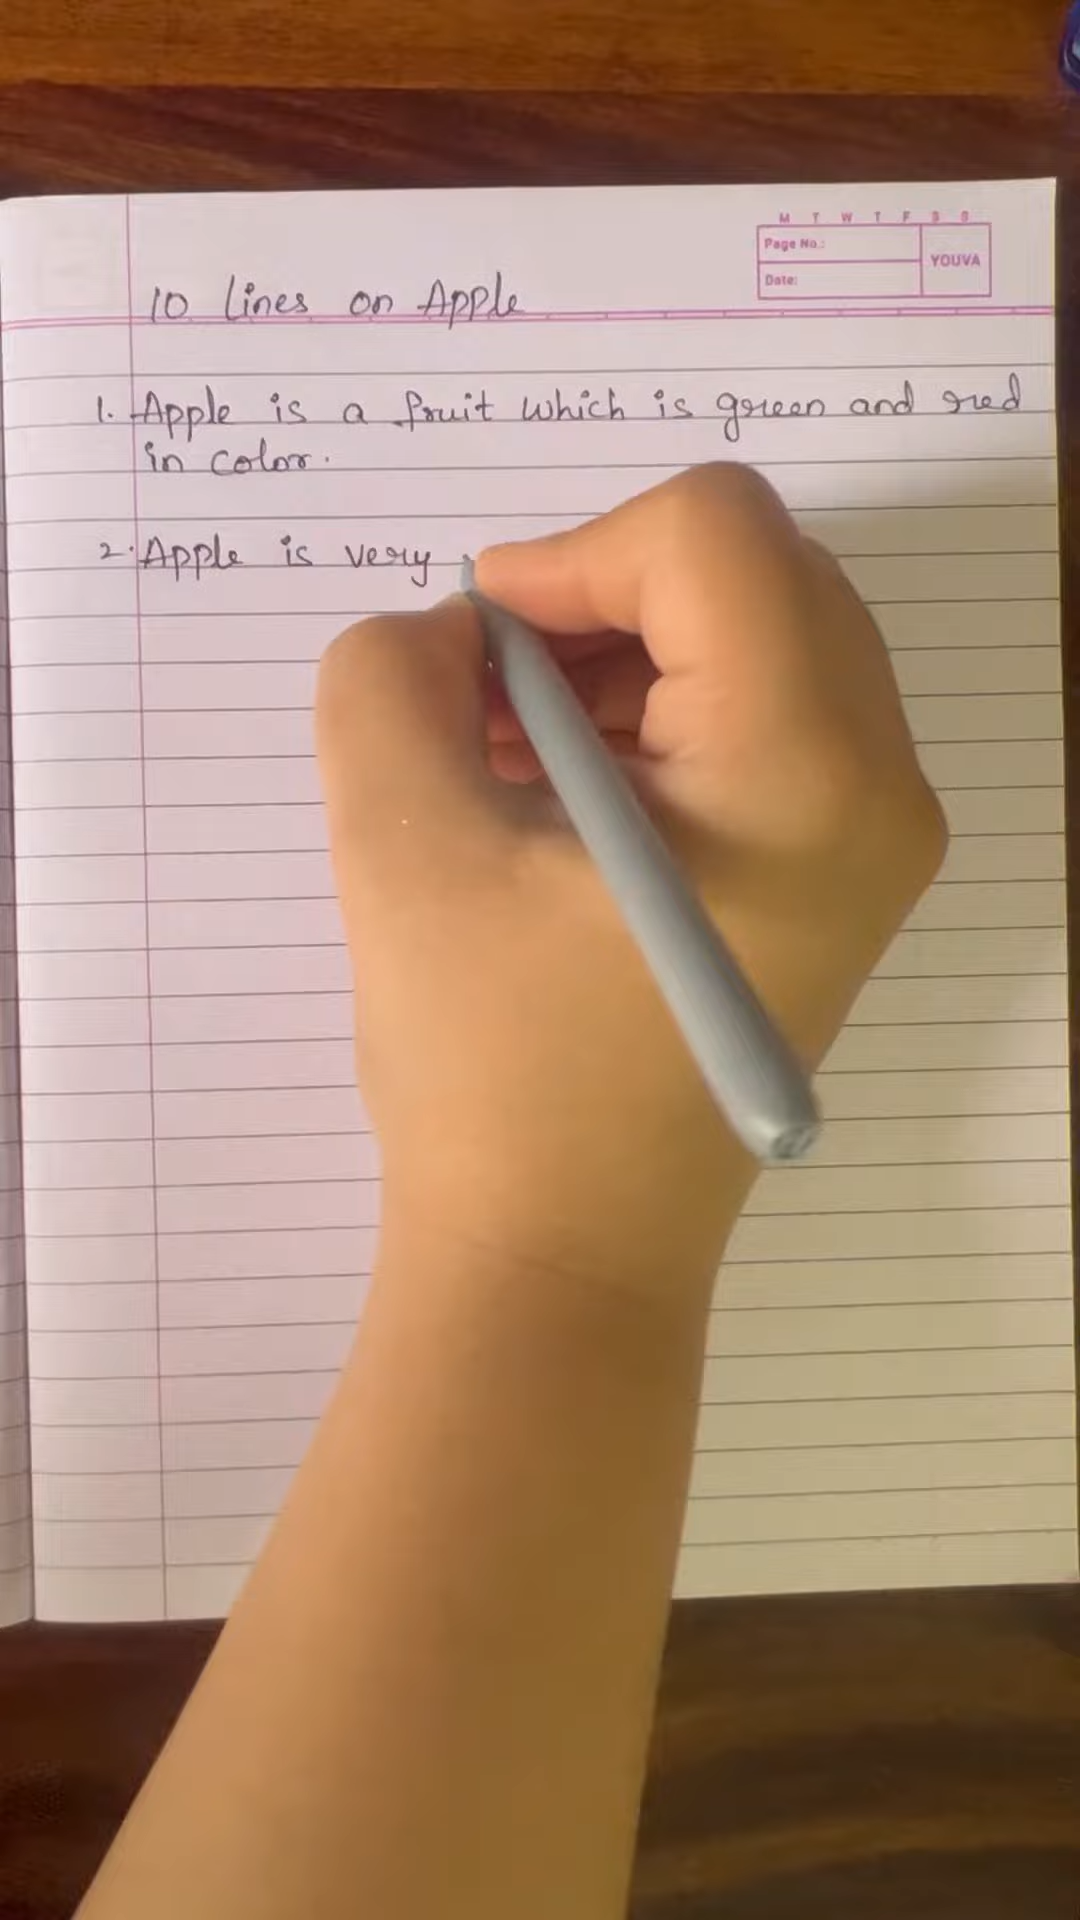 M T W T F S S
Page No.:
YOUVA
Date:
10 lines on Apple
1. Apple is a fruit which is green and red
in color.
2. Apple is very